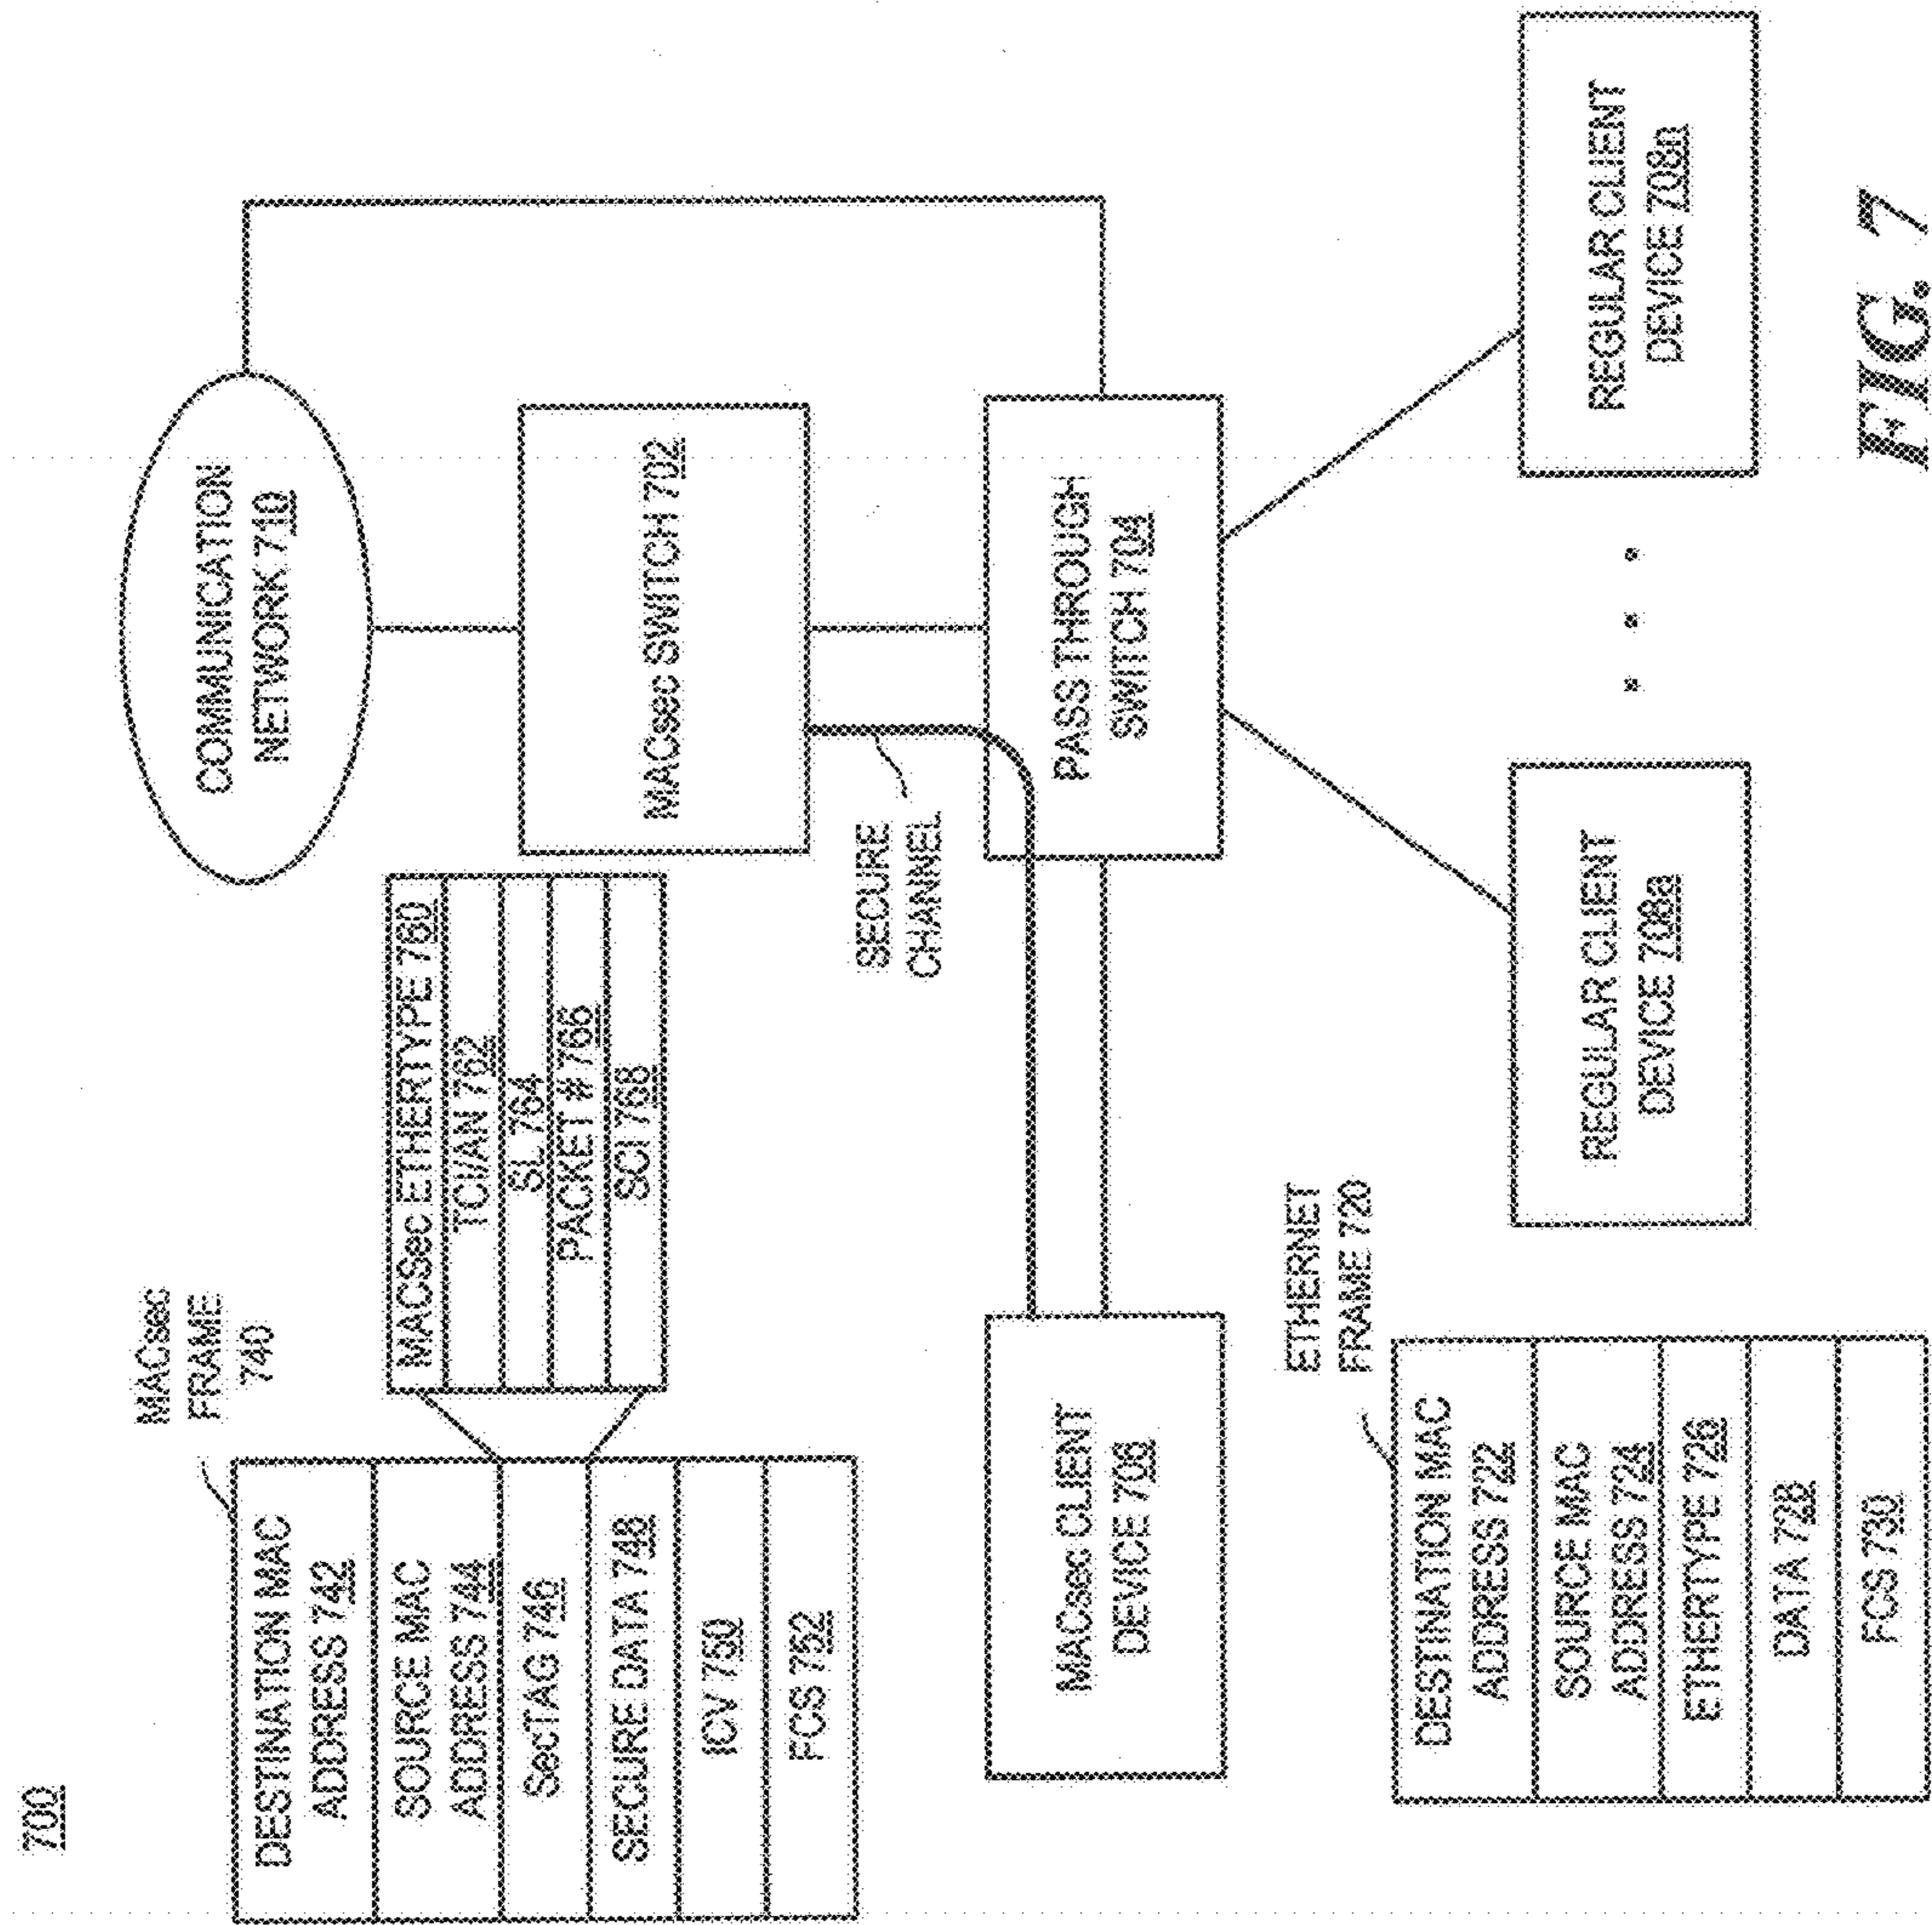 700
MACsec
FRAME
740
DESTINATION MAC
ADDRESS 742
SOURCE MAC
ADDRESS 744
SecTAG 746
SECURE DATA 748
ICV 750
FCS 752
MACSec ETHERTYPE 760
TCI/AN 762
SL 764
PACKET # 766
SCI 768
COMMUNICATION
NETWORK 710
MACsec SWITCH 702
SECURE
CHANNEL
PASS THROUGH
SWITCH 704
MACsec CLIENT
DEVICE 706
ETHERNET
FRAME 720
DESTINATION MAC
ADDRESS 722
SOURCE MAC
ADDRESS 724
ETHERTYPE 726
DATA 728
FCS 730
REGULAR CLIENT
DEVICE 708a
. . .
REGULAR CLIENT
DEVICE 708n
FIG. 7